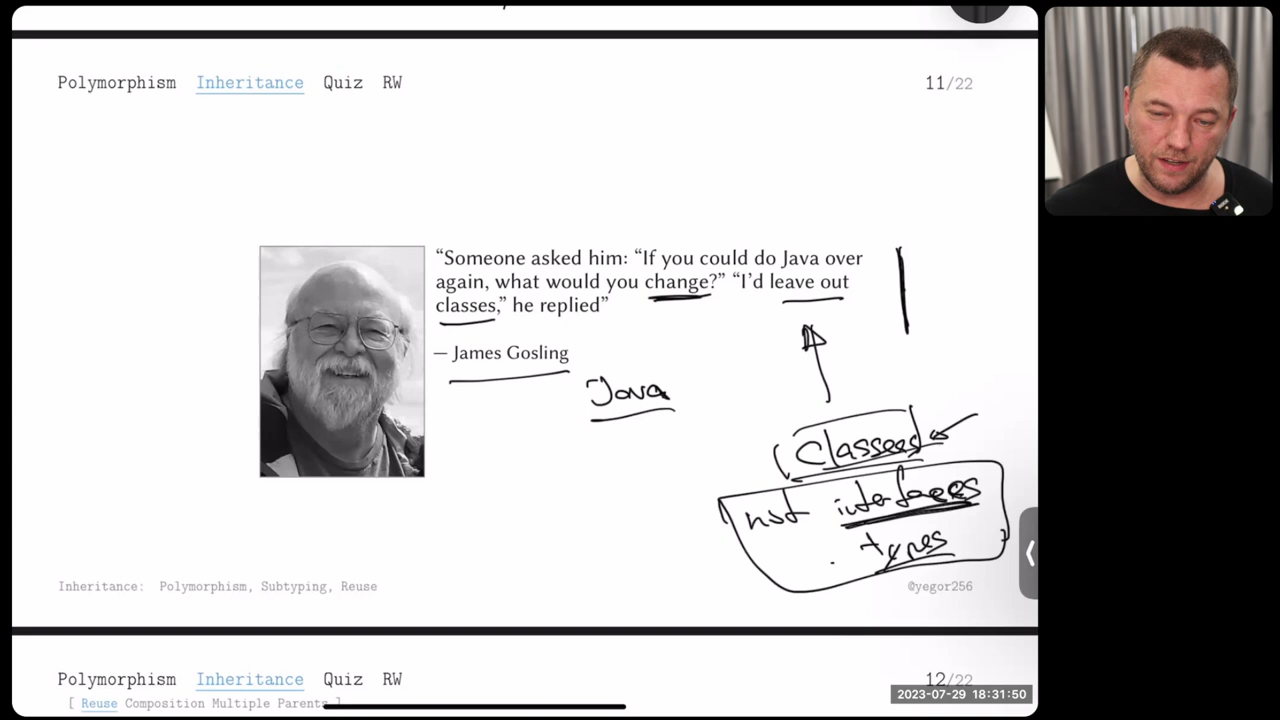 Polymorphism Inheritance Quiz RW
11/22
“Someone asked him: “If you could do Java over
again, what would you change?” “I’d leave out
classes,” he replied”
— James Gosling
Java
Classees
not interfaces
types
Inheritance: Polymorphism, Subtyping, Reuse
@yegor256
Polymorphism Inheritance Quiz RW
12/22
[ Reuse Composition Multiple Parents ]
2023-07-29 18:31:50